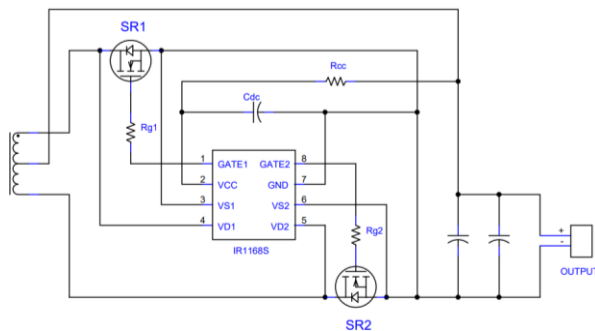 SR1
Rcc
Cdc
Rg1
1 GATE1 GATE2 8
2 VCC GND 7
3 VS1 VS2 6
4 VD1 VD2 5
IR1168S
Rg2
+
-
OUTPUT
SR2